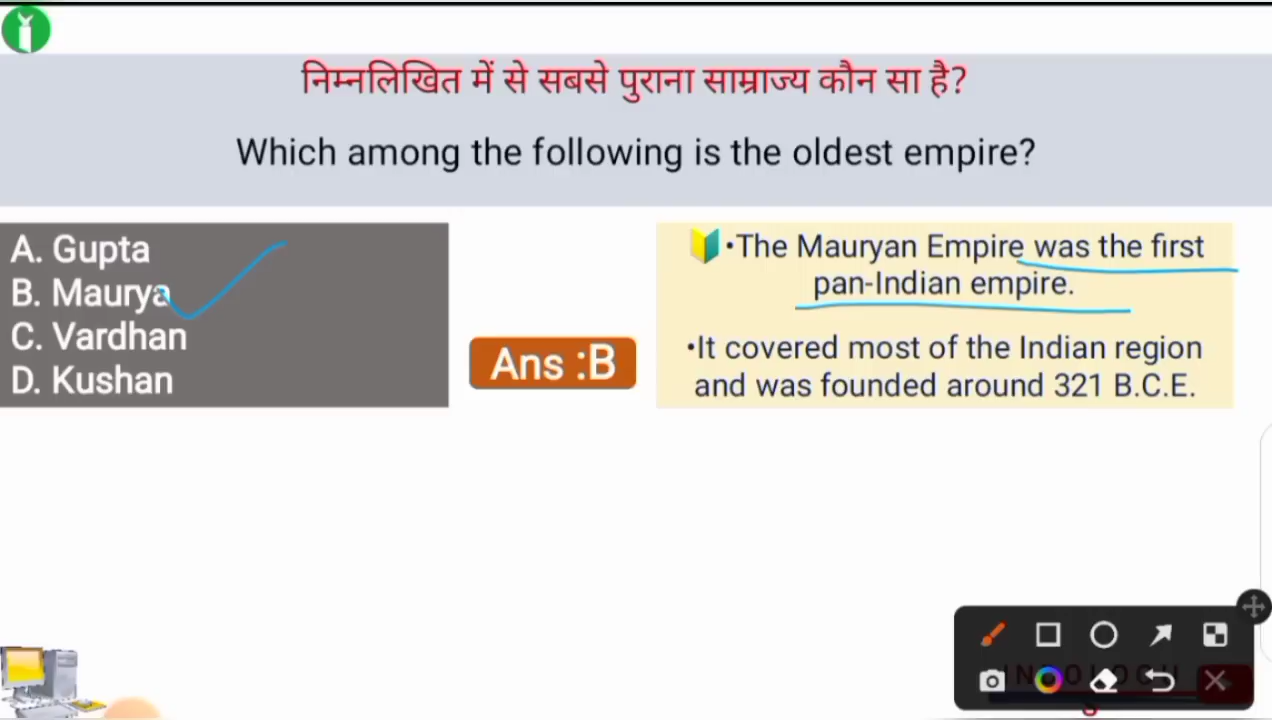 निम्नलिखित में से सबसे पुराना साम्राज्य कौन सा है?
Which among the following is the oldest empire?
A. Gupta
B. Maurya
C. Vardhan
D. Kushan
Ans :B
•The Mauryan Empire was the first
pan-Indian empire.
•It covered most of the Indian region
and was founded around 321 B.C.E.